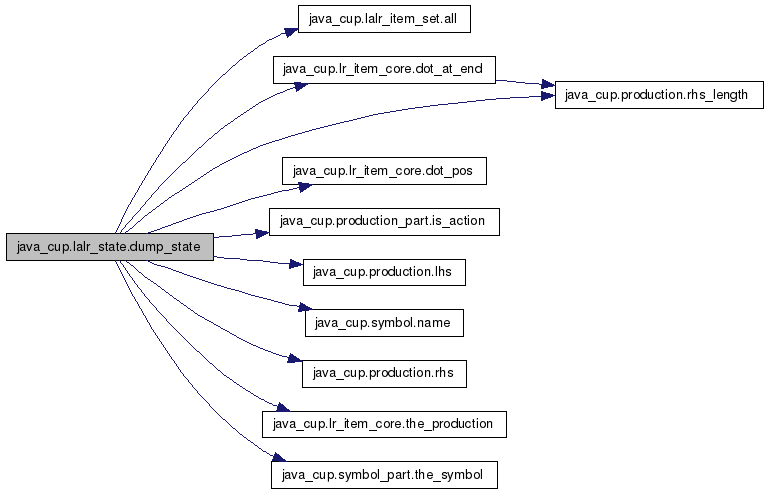 java_cup.lalr_item_set.all
java_cup.lr_item_core.dot_at_end
java_cup.production.rhs_length
java_cup.lr_item_core.dot_pos
java_cup.production_part.is_action
java_cup.lalr_state.dump_state
java_cup.production.lhs
java_cup.symbol.name
java_cup.production.rhs
java_cup.lr_item_core.the_production
java_cup.symbol_part.the_symbol